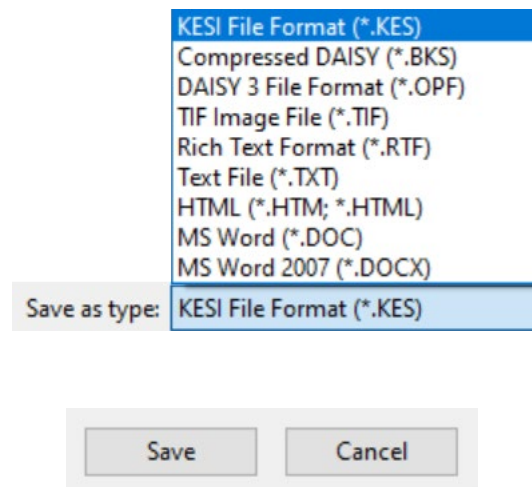 KESI File Format (*.KES)
Compressed DAISY (*.BKS)
DAISY 3 File Format (*.OPF)
TIF Image File (*.TIF)
Rich Text Format (*.RTF)
Text File (*.TXT)
HTML (*.HTM; *.HTML)
MS Word (*.DOC)
MS Word 2007 (*.DOCX)
Save as type: KESI File Format (*.KES)
Save Cancel